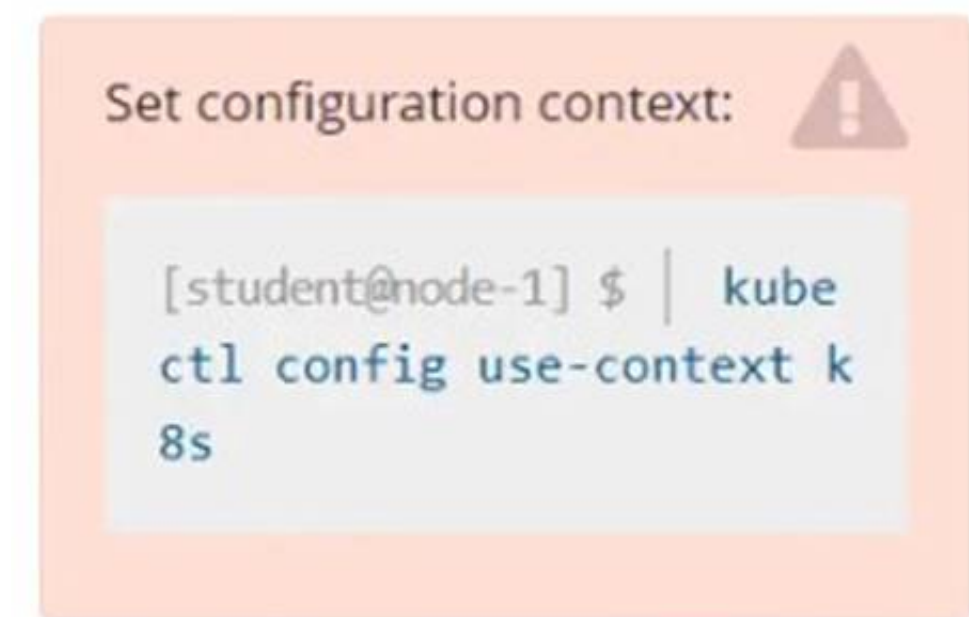 Set configuration context:
[student@node-1] $ | kube
ctl config use-context k
8s